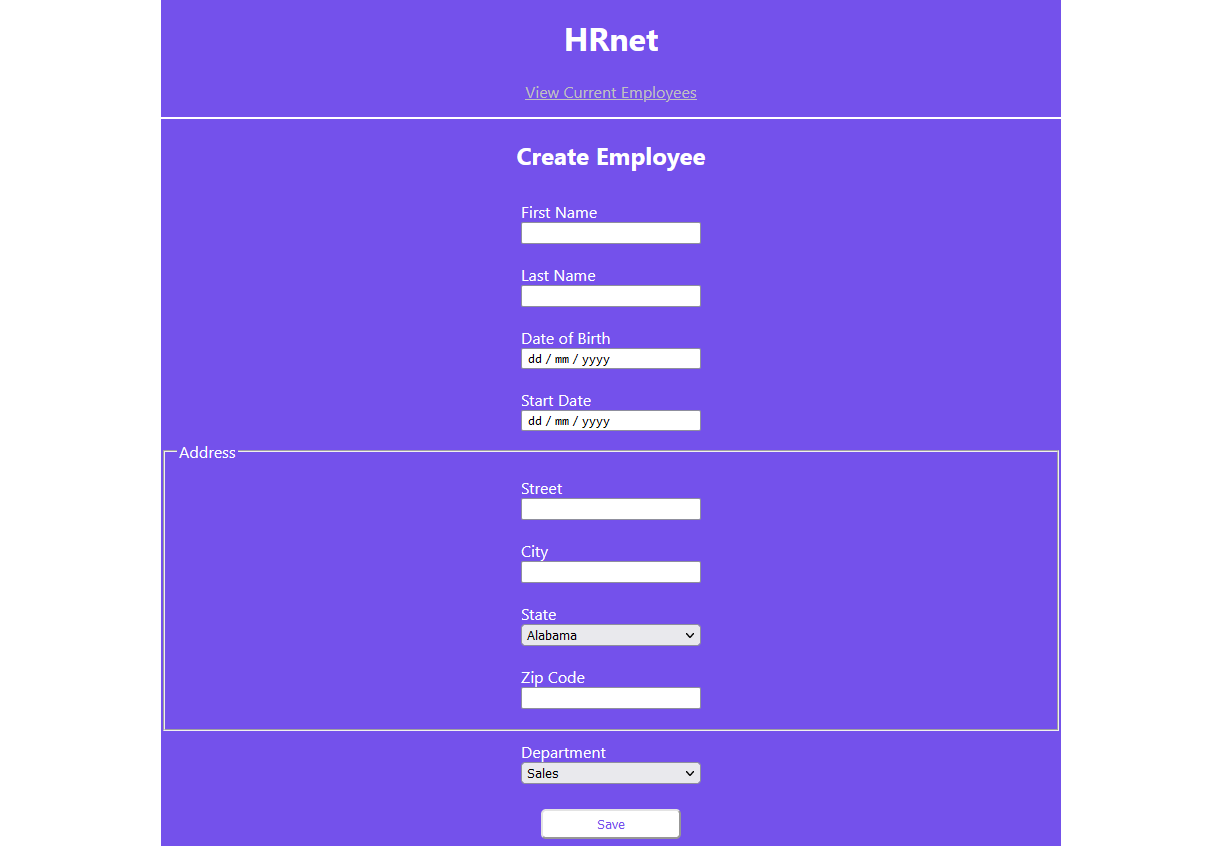 HRnet
View Current Employees
Create Employee
First Name
Last Name
Date of Birth
dd / mm / yyyy
Start Date
dd / mm / yyyy
Address
Street
City
State
Alabama
Zip Code
Department
Sales
Save